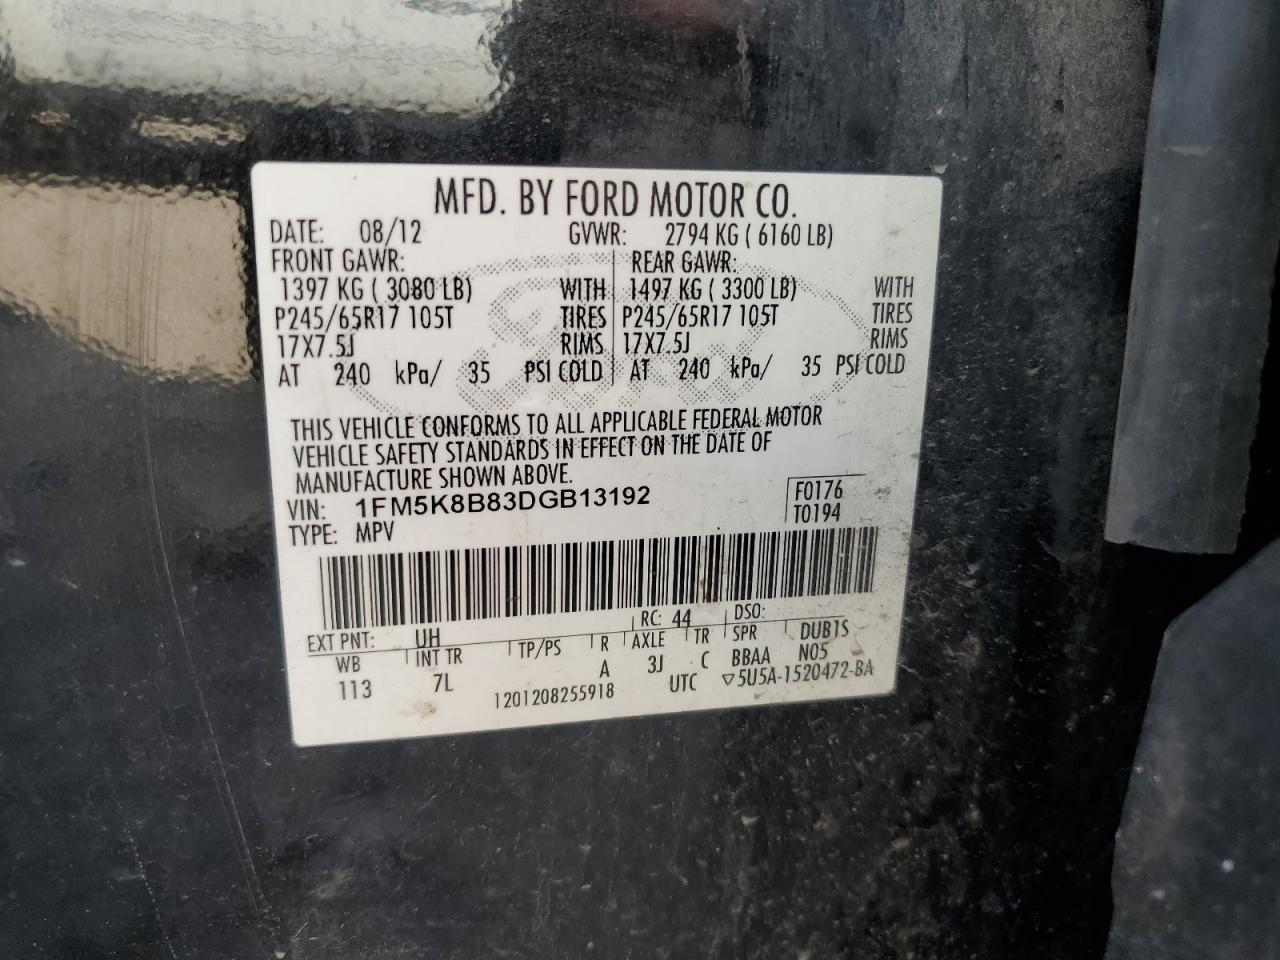 MFD. BY FORD MOTOR CO.
DATE: 08/12 GVWR: 2794 KG ( 6160 LB)
FRONT GAWR: REAR GAWR:
1397 KG ( 3080 LB) WITH 1497 KG ( 3300 LB) WITH
P245/65R17 105T TIRES P245/65R17 105T TIRES
17X7.5J RIMS 17X7.5J RIMS
AT 240 kPa/ 35 PSI COLD AT 240 kPa/ 35 PSI COLD
THIS VEHICLE CONFORMS TO ALL APPLICABLE FEDERAL MOTOR
VEHICLE SAFETY STANDARDS IN EFFECT ON THE DATE OF
MANUFACTURE SHOWN ABOVE.
VIN: 1FM5K8B83DGB13192 F0176
TYPE: MPV T0194
EXT PNT: UH RC: 44 DSO:
WB INT TR TP/PS R AXLE TR SPR DUB1S
113 7L A 3J C BBAA N05
1201208255918 UTC ▽5U5A-1520472-BA